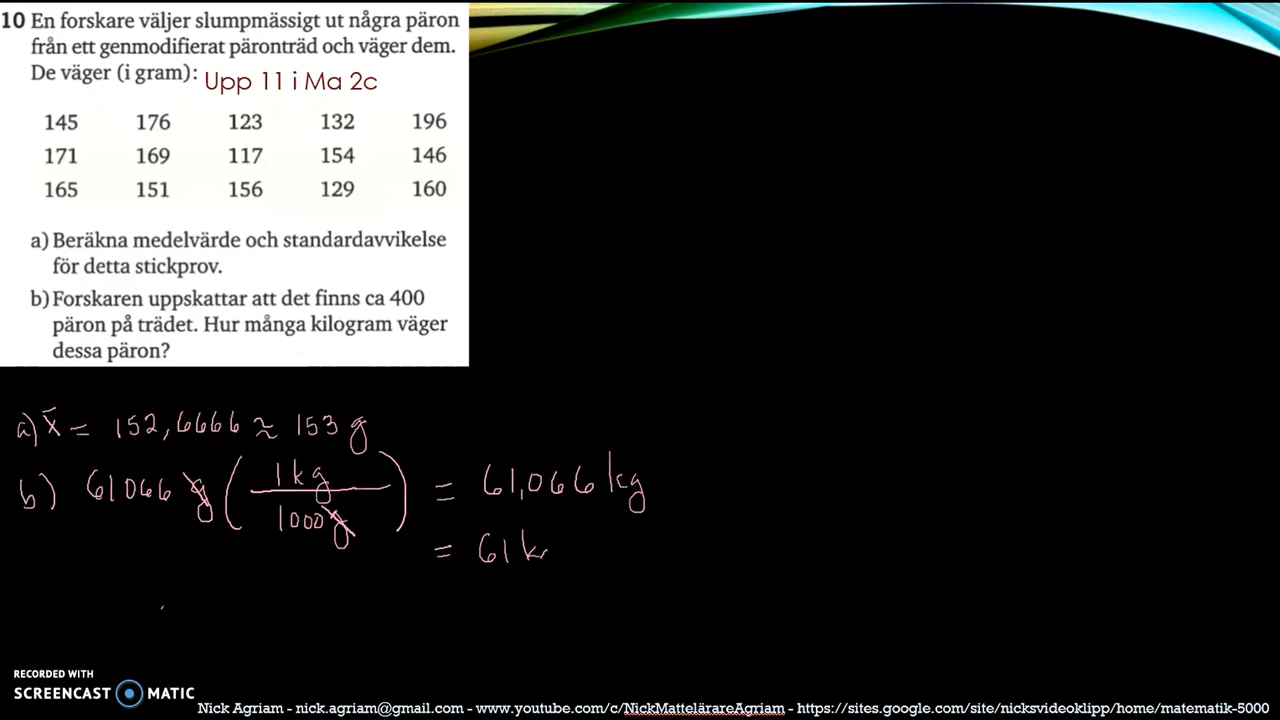 10 En forskare väljer slumpmässigt ut några päron
från ett genmodifierat päronträd och väger dem.
De väger (i gram): Upp 11 i Ma 2c
145 176 123 132 196
171 169 117 154 146
165 151 156 129 160
a) Beräkna medelvärde och standardavvikelse
för detta stickprov.
b) Forskaren uppskattar att det finns ca 400
päron på trädet. Hur många kilogram väger
dessa päron?
a) x̄ = 152,6666 ≈ 153 g
b) 61066 g (1 kg / 1000 g) = 61,066 kg
= 61 k
RECORDED WITH
SCREENCAST MATIC
Nick Agriam - nick.agriam@gmail.com - www.youtube.com/c/NickMattelärareAgriam - https://sites.google.com/site/nicksvideoklipp/home/matematik-5000